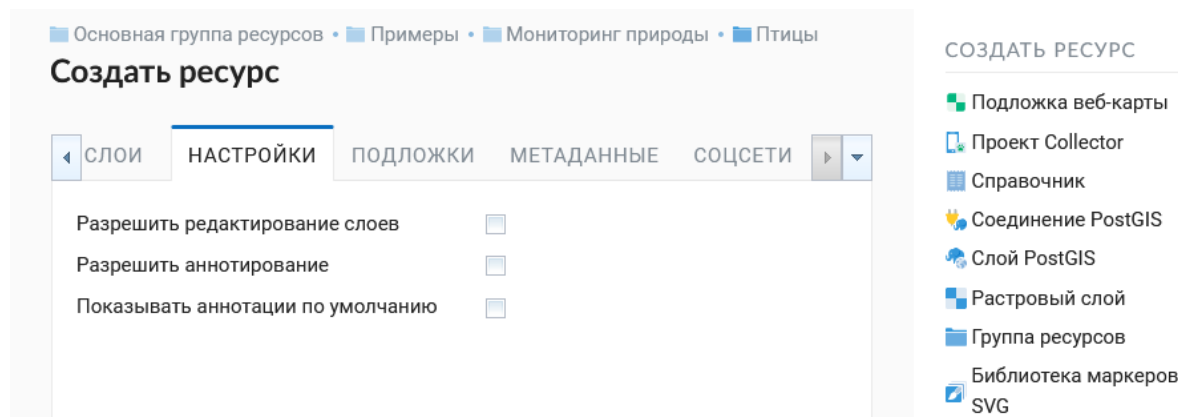 Основная группа ресурсов • Примеры • Мониторинг природы • Птицы
Создать ресурс
СЛОИ НАСТРОЙКИ ПОДЛОЖКИ МЕТАДАННЫЕ СОЦСЕТИ
Разрешить редактирование слоев
Разрешить аннотирование
Показывать аннотации по умолчанию
СОЗДАТЬ РЕСУРС
Подложка веб-карты
Проект Collector
Справочник
Соединение PostGIS
Слой PostGIS
Растровый слой
Группа ресурсов
Библиотека маркеров
SVG